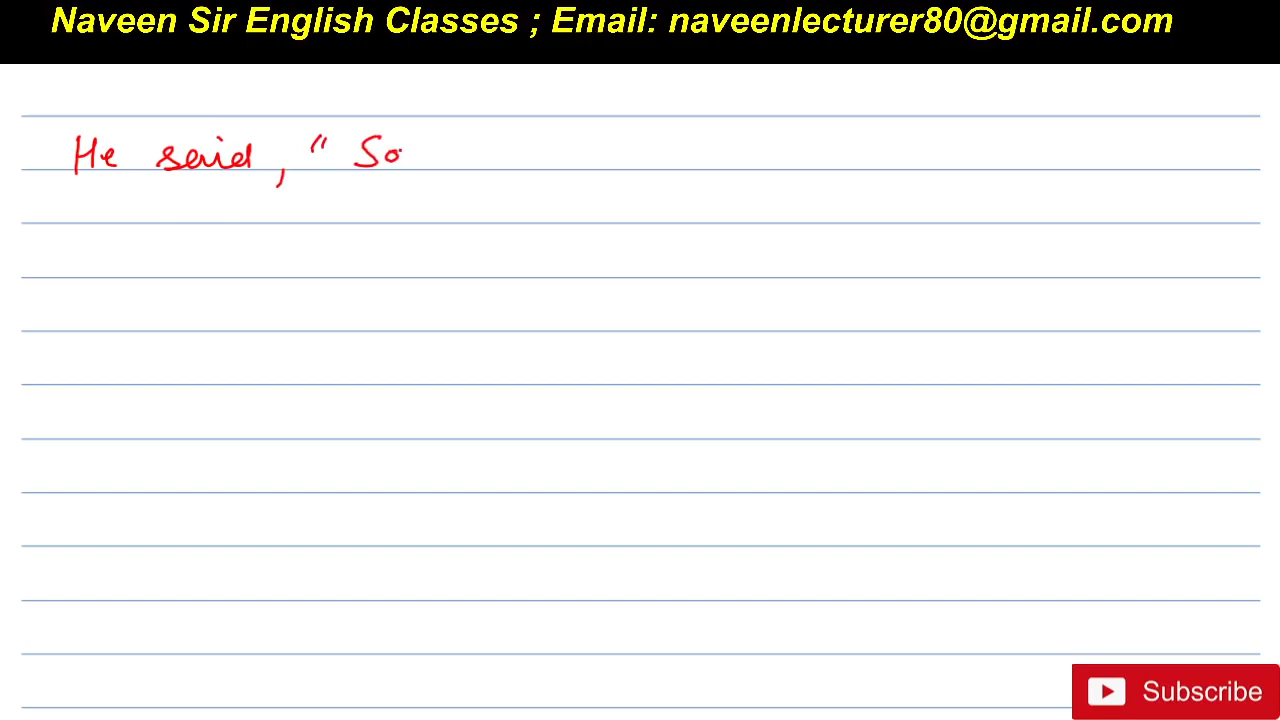 Naveen Sir English Classes ; Email: naveenlecturer80@gmail.com
He said, " So
Subscribe